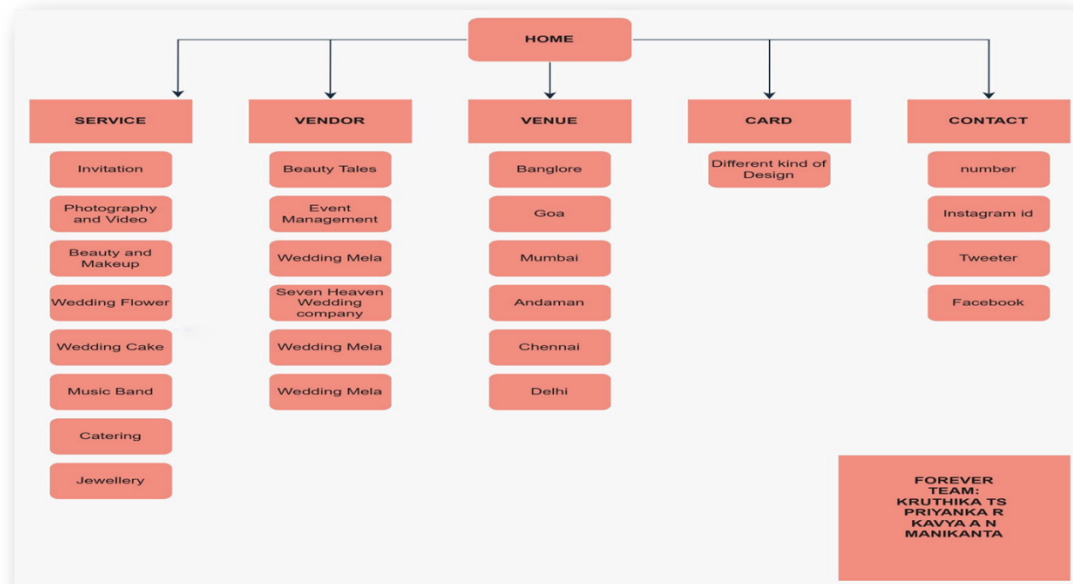 HOME
SERVICE
Invitation
Photography
and Video
Beauty and
Makeup
Wedding Flower
Wedding Cake
Music Band
Catering
Jewellery
VENDOR
Beauty Tales
Event
Management
Wedding Mela
Seven Heaven
Wedding
company
Wedding Mela
Wedding Mela
VENUE
Banglore
Goa
Mumbai
Andaman
Chennai
Delhi
CARD
Different kind of
Design
CONTACT
number
Instagram id
Tweeter
Facebook
FOREVER
TEAM:
KRUTHIKA TS
PRIYANKA R
KAVYA A N
MANIKANTA